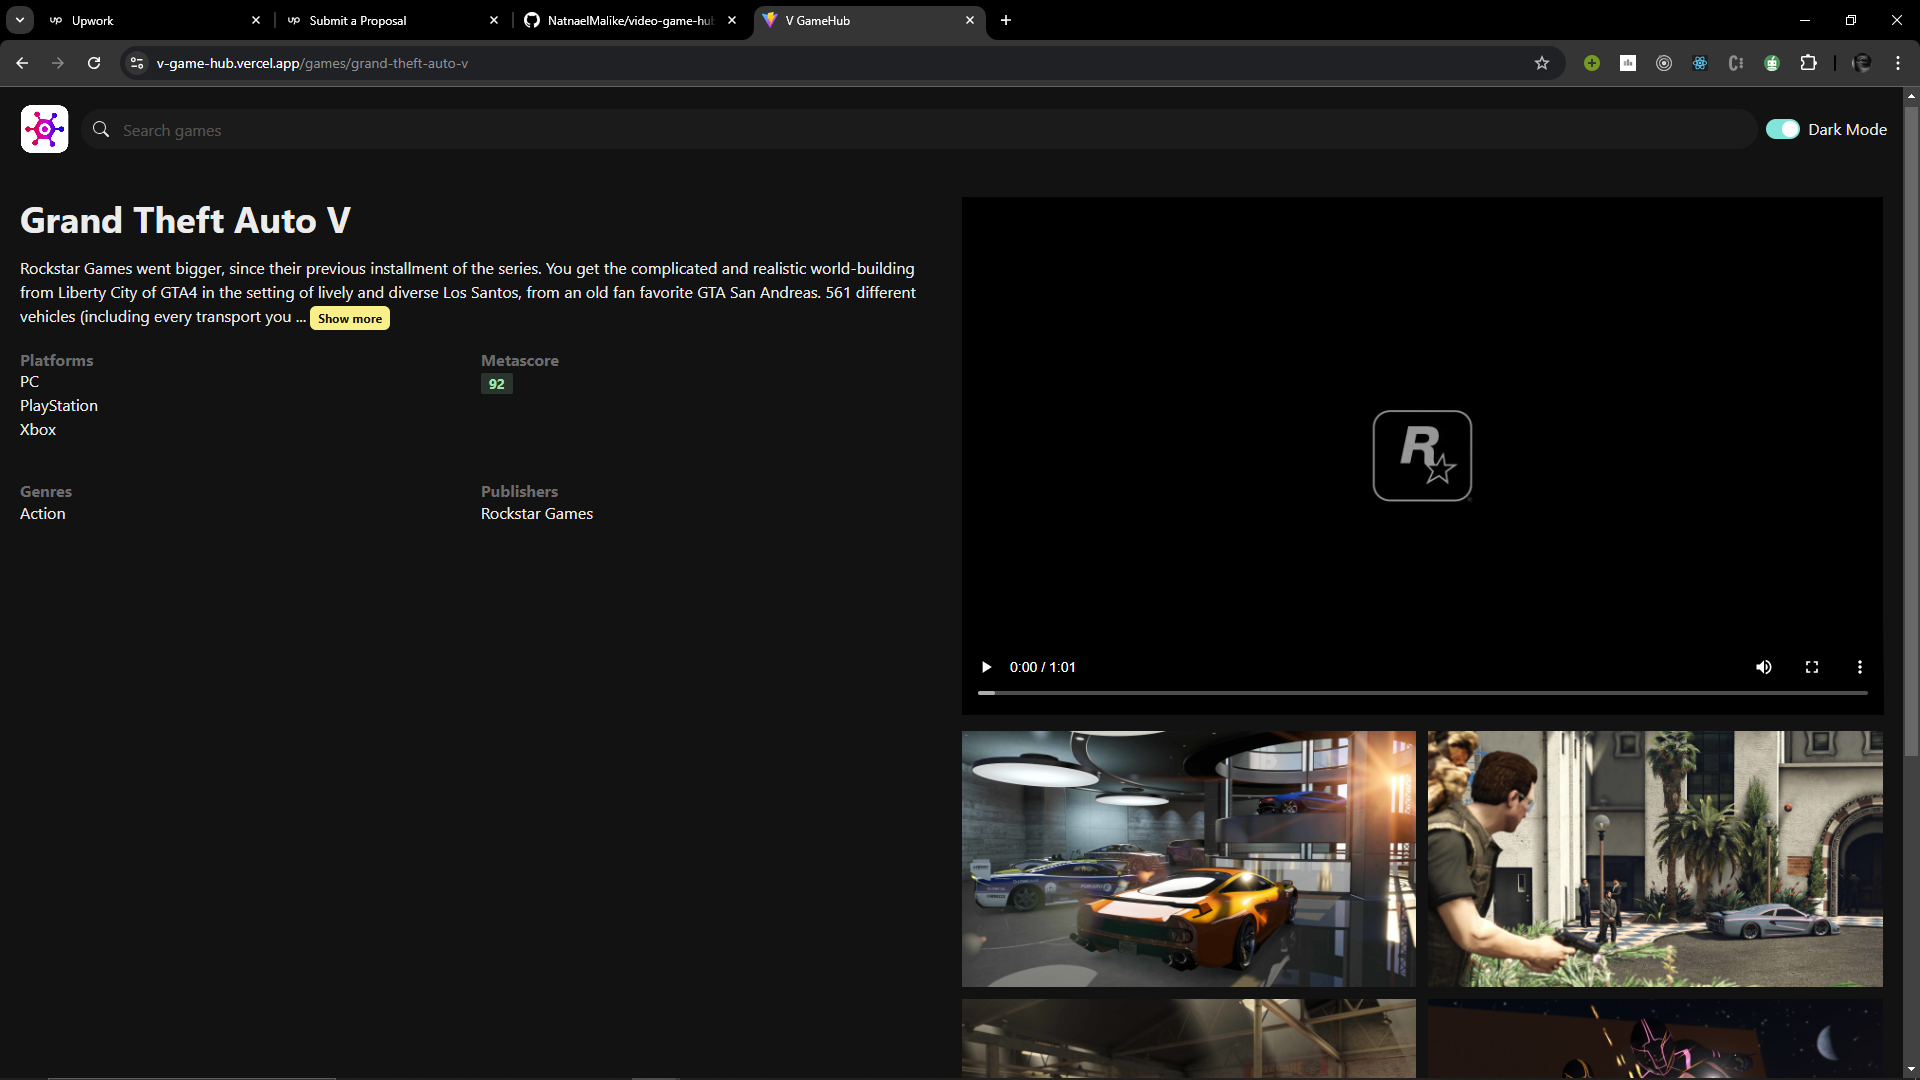 Upwork
Submit a Proposal
NatnaelMalike/video-game-hub
V GameHub
v-game-hub.vercel.app/games/grand-theft-auto-v
Search games
Dark Mode
Grand Theft Auto V
Rockstar Games went bigger, since their previous installment of the series. You get the complicated and realistic world-building
from Liberty City of GTA4 in the setting of lively and diverse Los Santos, from an old fan favorite GTA San Andreas. 561 different
vehicles (including every transport you ... Show more
Platforms
PC
PlayStation
Xbox
Metascore
92
Genres
Action
Publishers
Rockstar Games
R
0:00 / 1:01